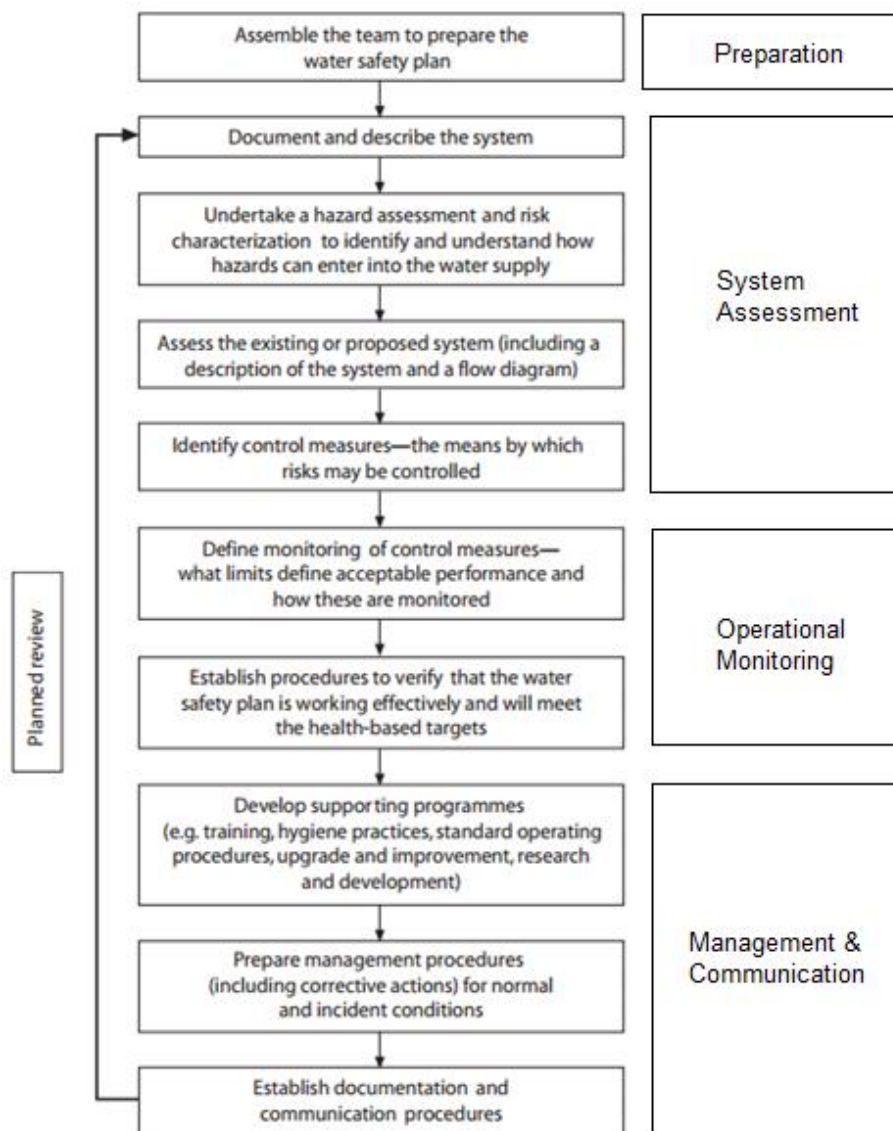 Assemble the team to prepare the
water safety plan
Preparation
Document and describe the system
Undertake a hazard assessment and risk
characterization to identify and understand how
hazards can enter into the water supply
Assess the existing or proposed system (including a
description of the system and a flow diagram)
Identify control measures—the means by which
risks may be controlled
System
Assessment
Define monitoring of control measures—
what limits define acceptable performance and
how these are monitored
Establish procedures to verify that the water
safety plan is working effectively and will meet
the health-based targets
Operational
Monitoring
Planned review
Develop supporting programmes
(e.g. training, hygiene practices, standard operating
procedures, upgrade and improvement, research
and development)
Prepare management procedures
(including corrective actions) for normal
and incident conditions
Establish documentation and
communication procedures
Management &
Communication